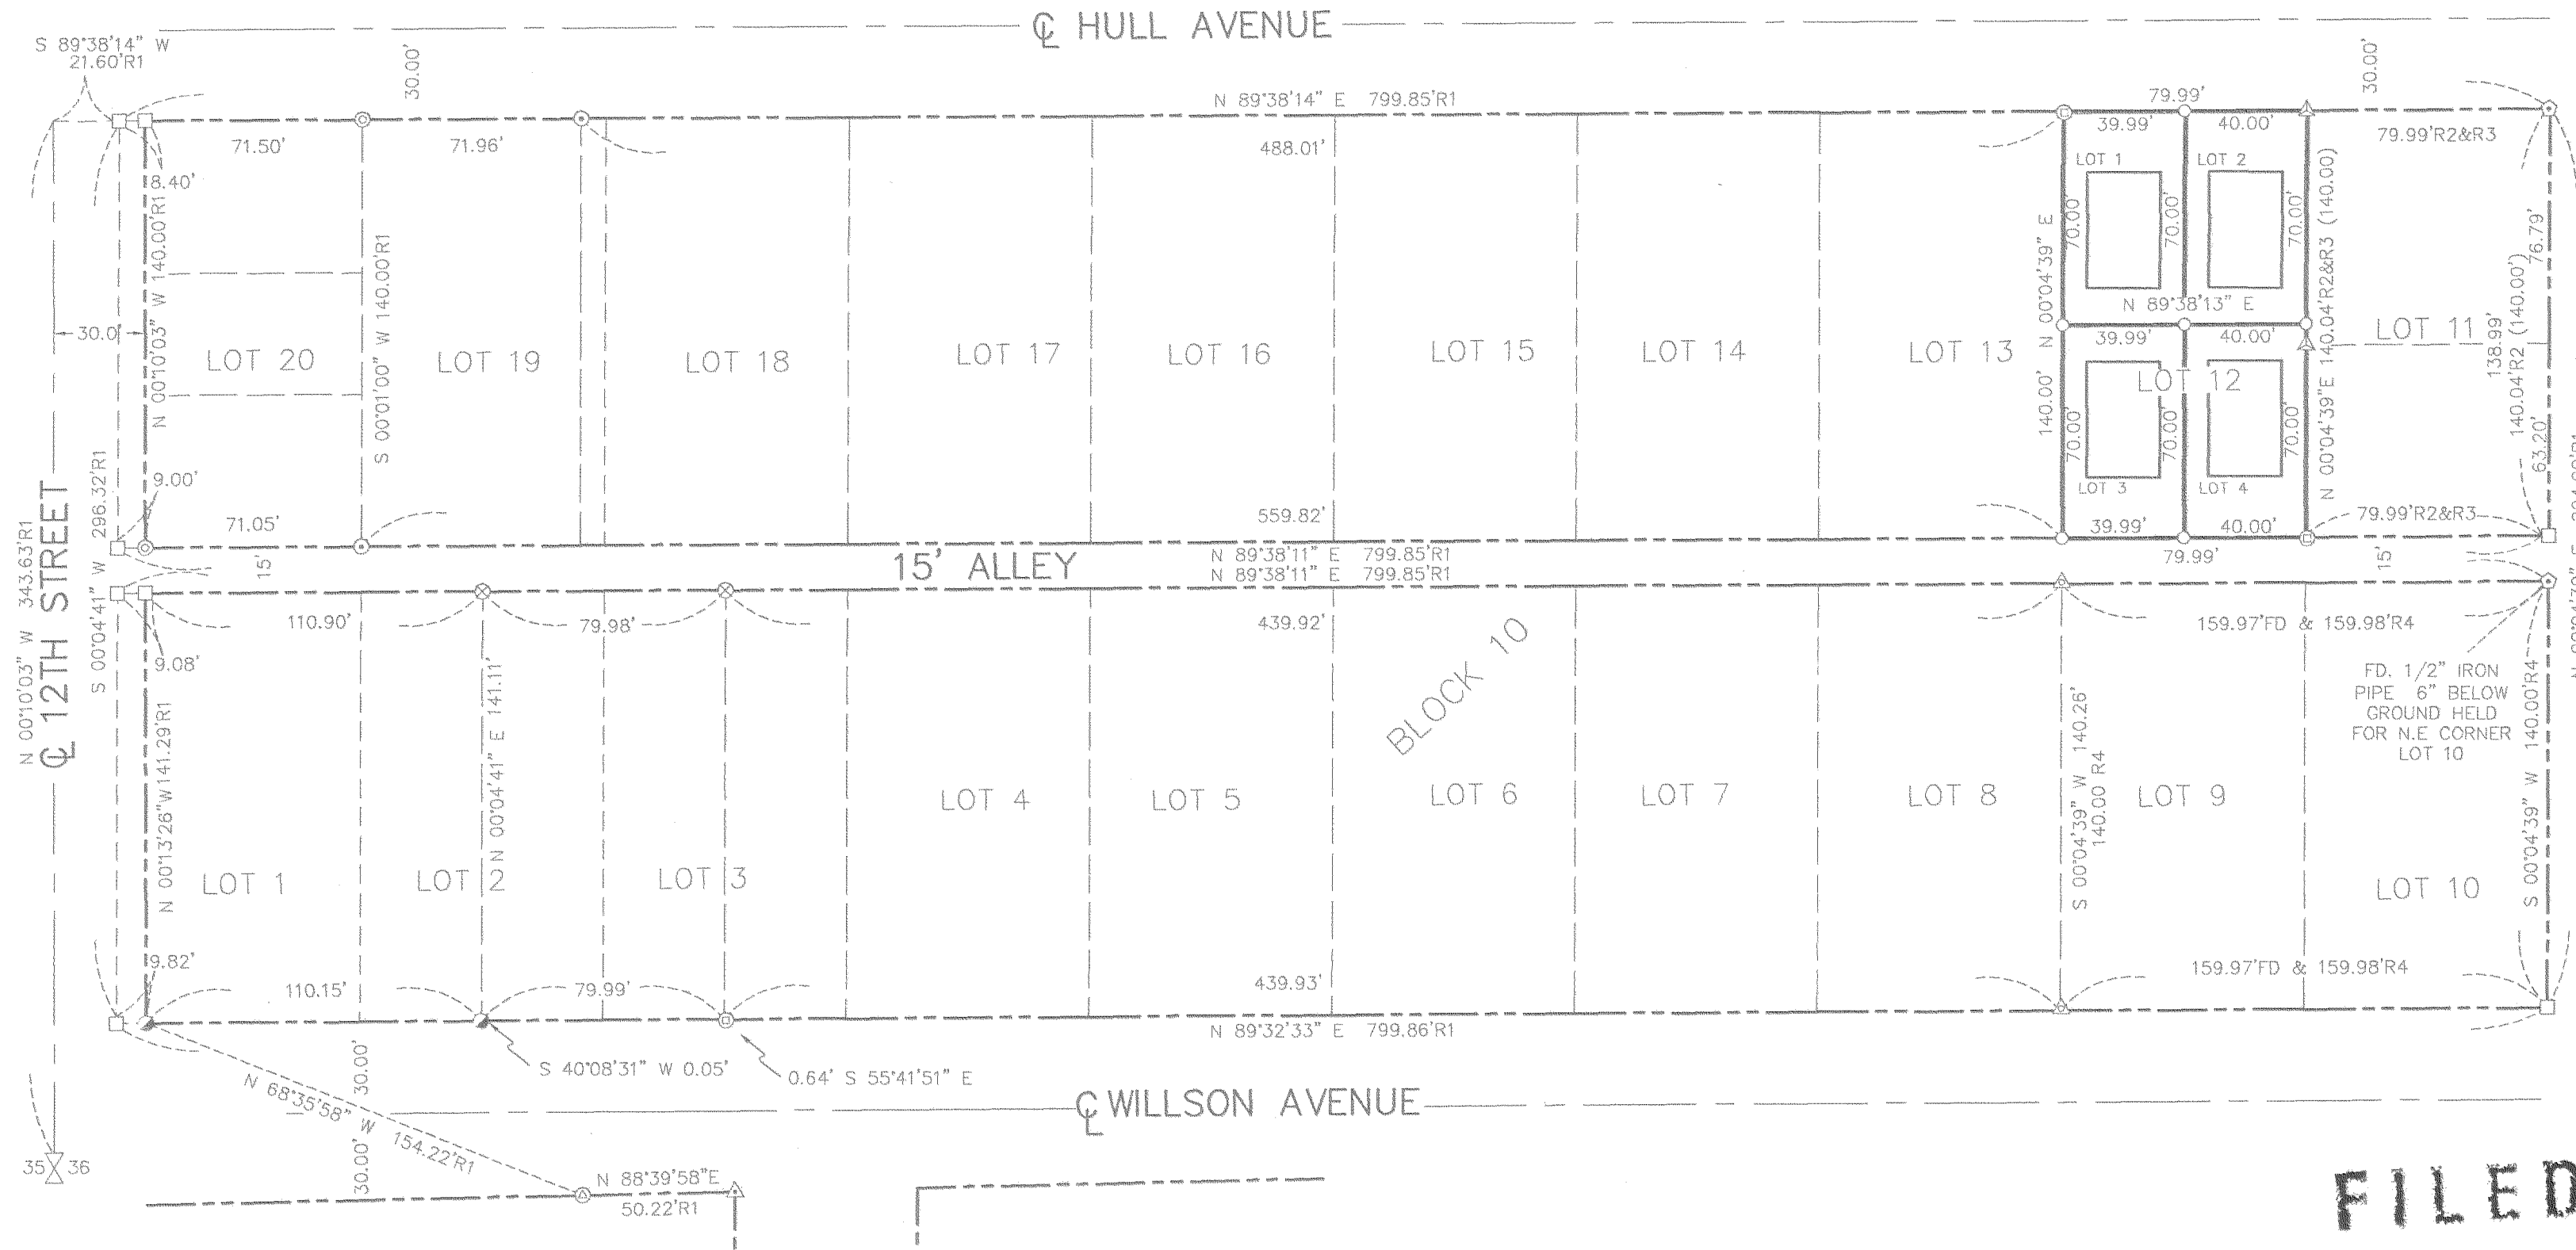 ℄ HULL AVENUE
S 89°38'14" W
21.60'R1
30.00'
30.00'
N 89°38'14" E 799.85'R1
79.99'
71.50'
71.96'
488.01'
39.99'
40.00'
79.99'R2&R3
8.40'
LOT 1
LOT 2
N 00°10'03" W 140.00'R1
S 00°01'00" W 140.00'R1
N 00°04'39" E
140.00'
70.00'
70.00'
70.00'
N 00°04'39"E 140.04'R2&R3 (140.00)
140.04'R2 (140.00')
138.99'
76.79'
63.20'
30.0'
N 89°38'13" E
39.99'
40.00'
LOT 20
LOT 19
LOT 18
LOT 17
LOT 16
LOT 15
LOT 14
LOT 13
LOT 12
LOT 11
70.00'
70.00'
70.00'
LOT 3
LOT 4
9.00'
71.05'
559.82'
39.99'
40.00'
79.99'R2&R3
15'
15'
79.99'
15' ALLEY
N 89°38'11" E 799.85'R1
N 89°38'11" E 799.85'R1
N 00°10'03" W 343.63'R1
℄ 12TH STREET
S 00°04'41" W 296.32'R1
110.90'
79.98'
439.92'
159.97'FD & 159.98'R4
9.08'
N 00°13'26"W141.29'R1
N 00°04'41" E 141.11'
BLOCK 10
S 00°04'39" W 140.26'
140.00 R4
FD. 1/2" IRON
PIPE 6" BELOW
GROUND HELD
FOR N.E CORNER
LOT 10
S 00°04'39" W 140.00'R4
LOT 1
LOT 2
LOT 3
LOT 4
LOT 5
LOT 6
LOT 7
LOT 8
LOT 9
LOT 10
9.82'
110.15'
79.99'
439.93'
159.97'FD & 159.98'R4
N 89°32'33" E 799.86'R1
30.00'
S 40°08'31" W 0.05'
0.64' S 55°41'51" E
N 68°35'58" W 154.22'R1
℄ WILLSON AVENUE
30.00'
35 36
N 88°39'58"E
50.22'R1
FILED